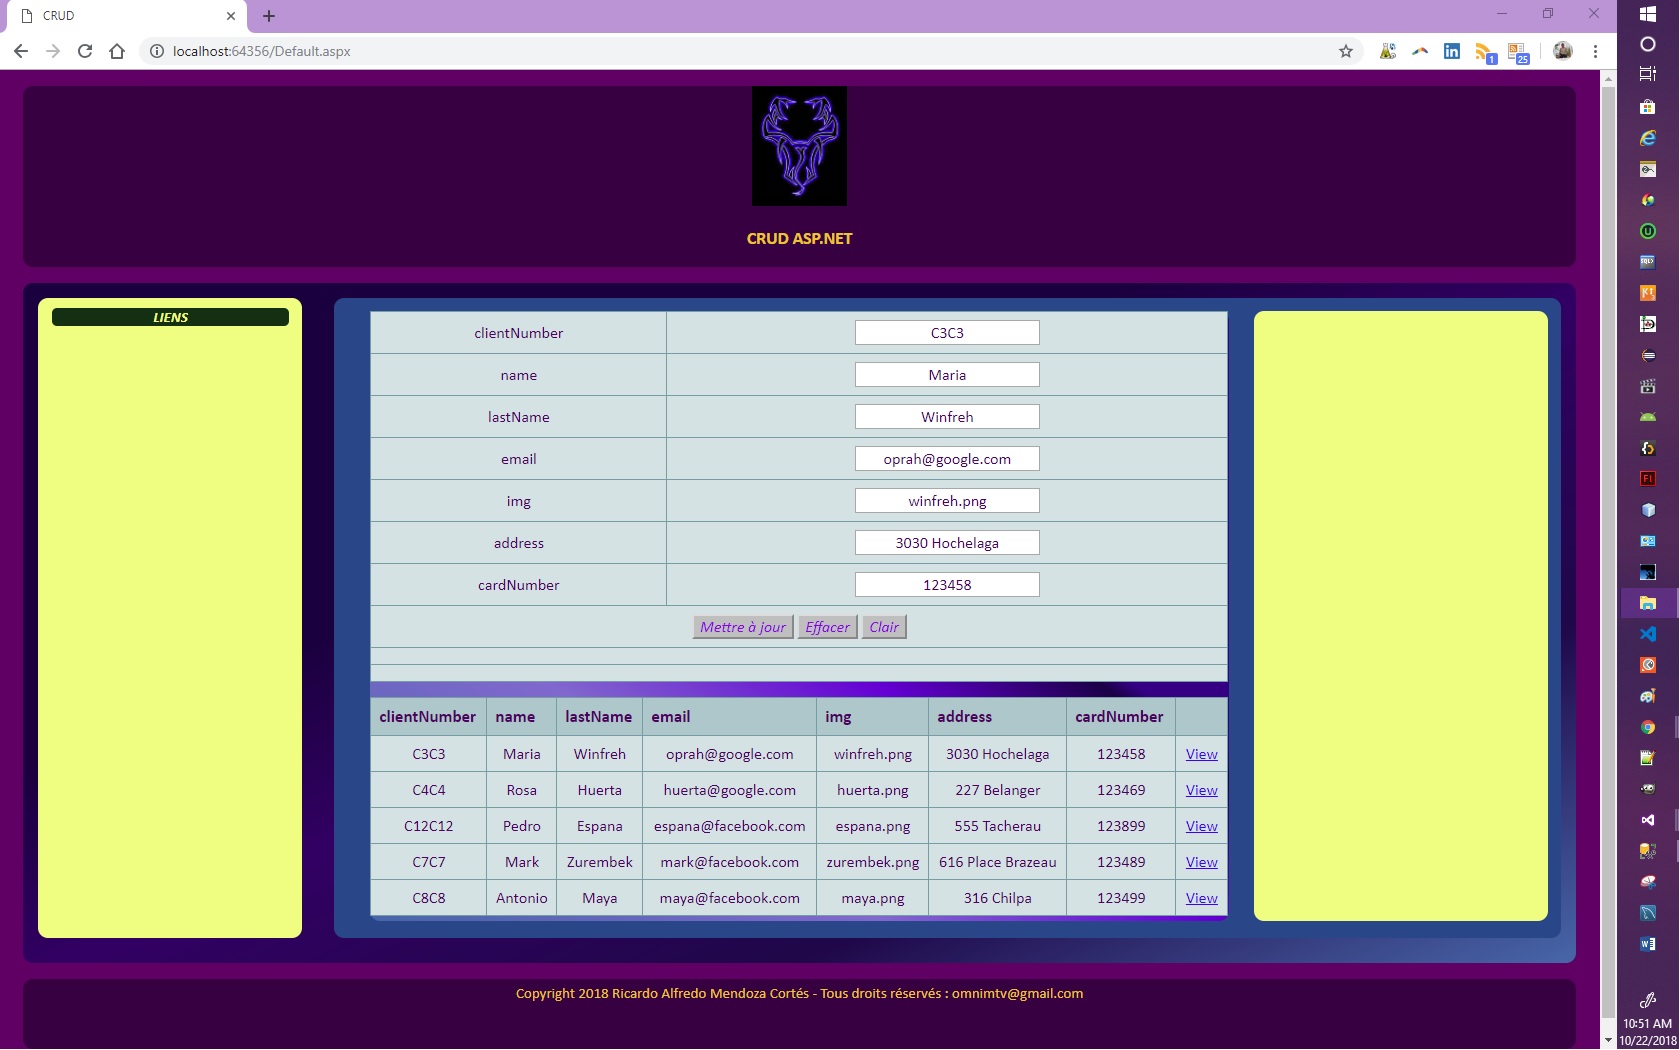 CRUD
localhost:64356/Default.aspx
1
25
CRUD ASP.NET
LIENS
clientNumber C3C3
name Maria
lastName Winfreh
email oprah@google.com
img winfreh.png
address 3030 Hochelaga
cardNumber 123458
Mettre à jour Effacer Clair
clientNumber name lastName email img address cardNumber
C3C3 Maria Winfreh oprah@google.com winfreh.png 3030 Hochelaga 123458 View
C4C4 Rosa Huerta huerta@google.com huerta.png 227 Belanger 123469 View
C12C12 Pedro Espana espana@facebook.com espana.png 555 Tacherau 123899 View
C7C7 Mark Zurembek mark@facebook.com zurembek.png 616 Place Brazeau 123489 View
C8C8 Antonio Maya maya@facebook.com maya.png 316 Chilpa 123499 View
Copyright 2018 Ricardo Alfredo Mendoza Cortés - Tous droits réservés : omnimtv@gmail.com
10:51 AM
10/22/2018